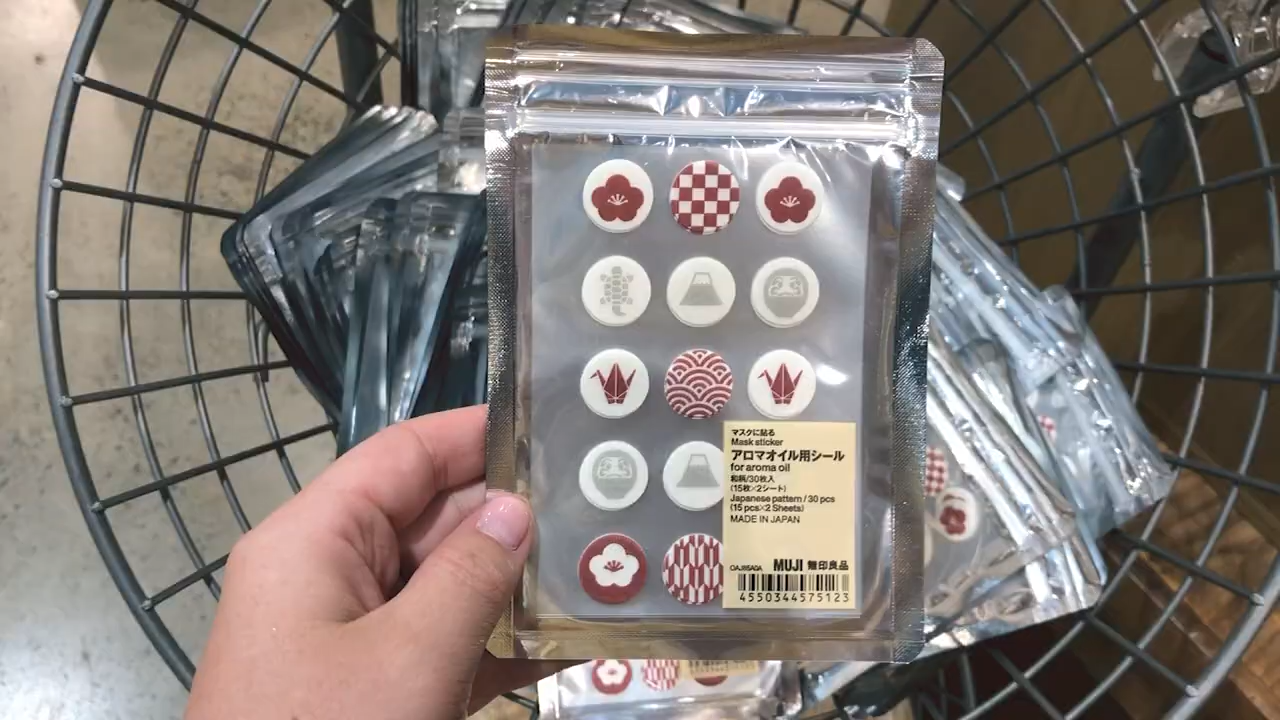 マスクに貼る
Mask sticker
アロマオイル用シール
for aroma oil
和柄/30枚入
(15枚×2シート)
Japanese pattern / 30 pcs
(15 pcs×2 Sheets)
MADE IN JAPAN
OAJ85A0A MUJI 無印良品
4550344575123